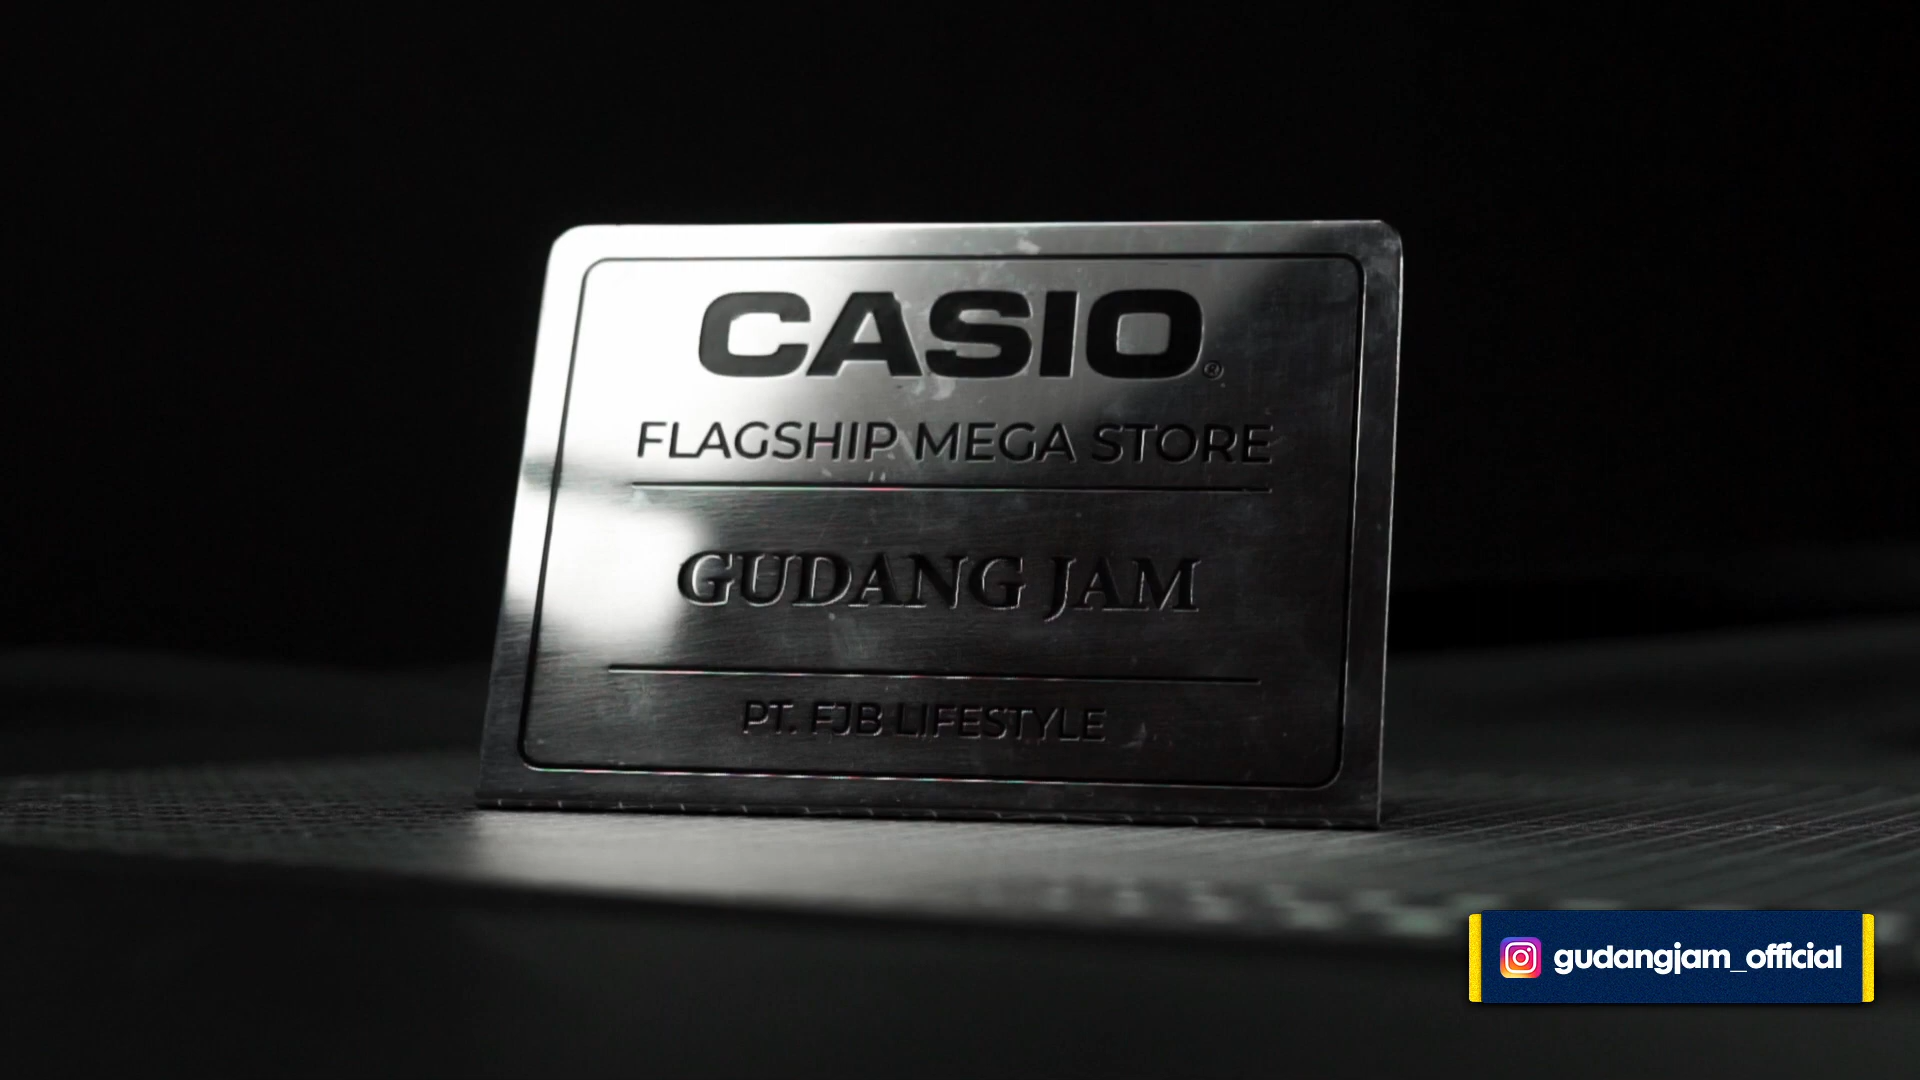 CASIO®
FLAGSHIP MEGA STORE
GUDANG JAM
PT. FJB LIFESTYLE
gudangjam_official